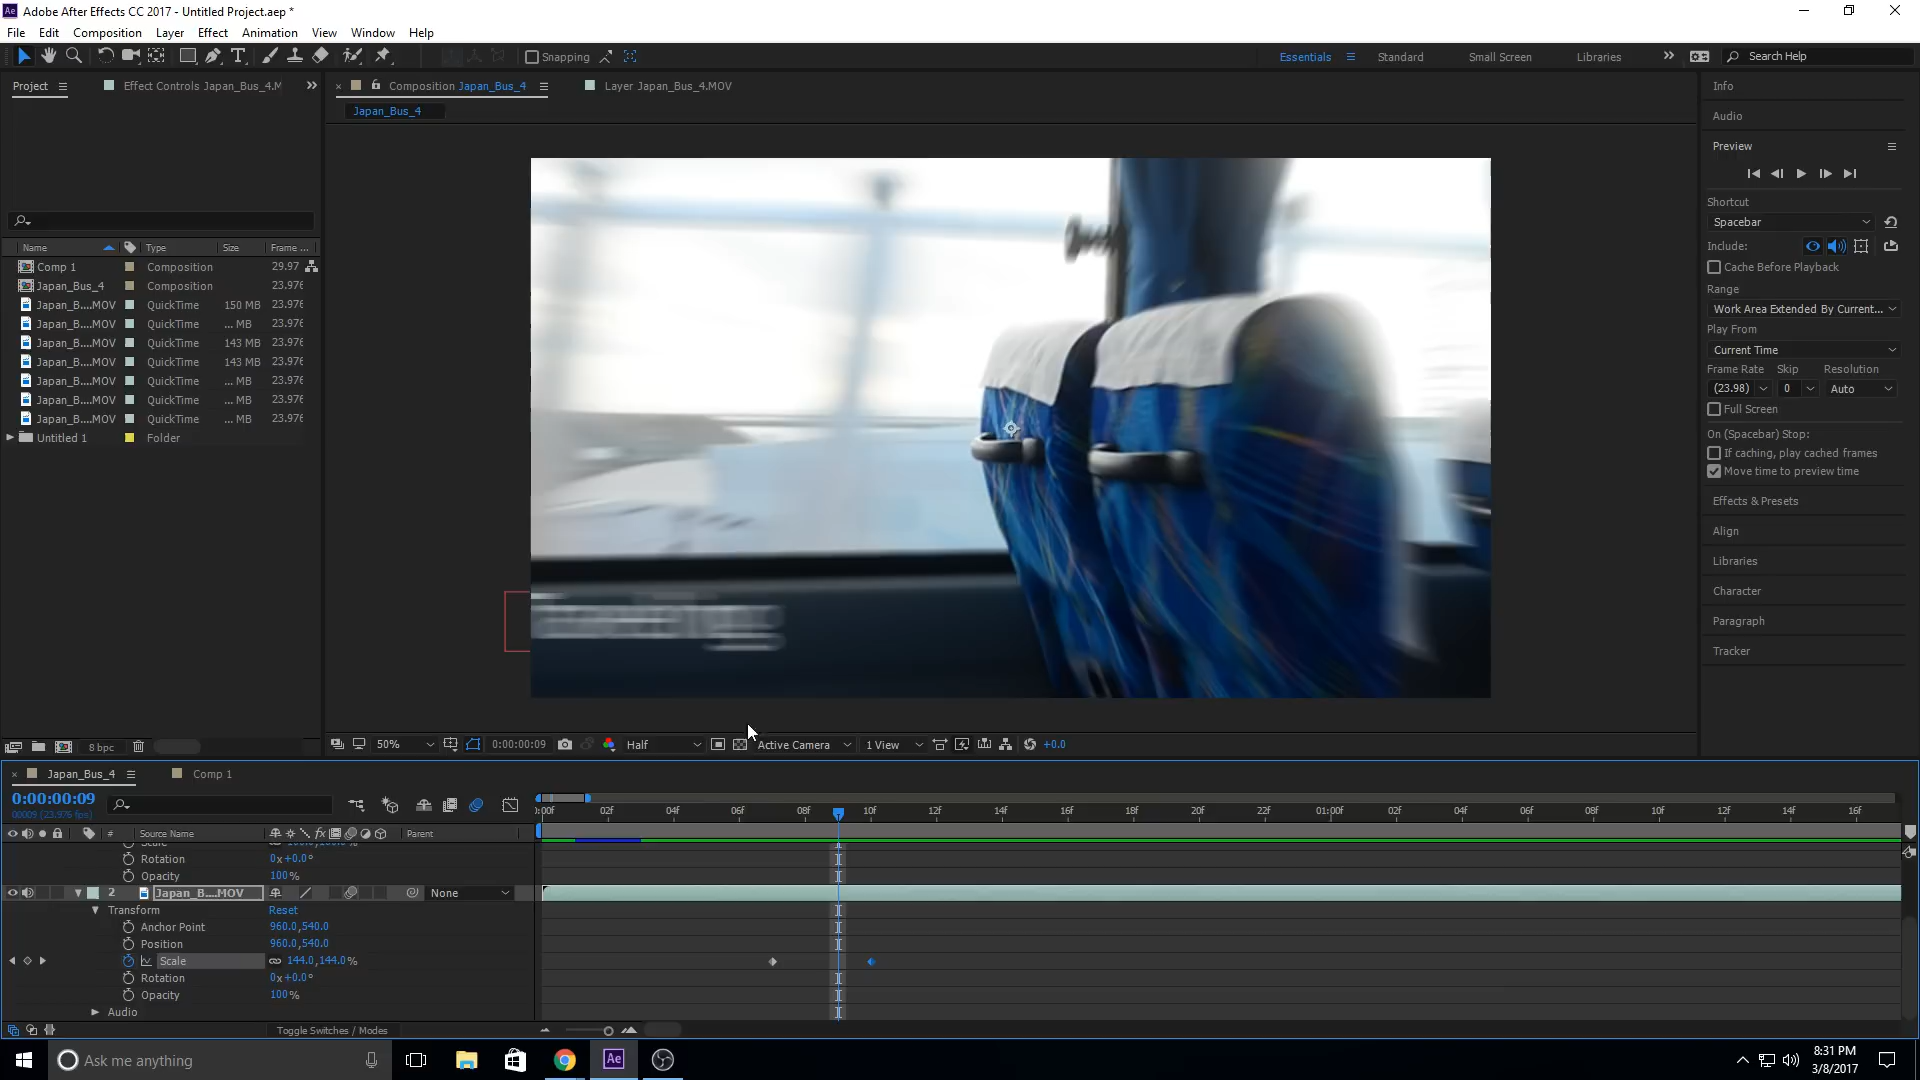 Adobe After Effects CC 2017 - Untitled Project.aep *
File Edit Composition Layer Effect Animation View Window Help
Snapping
Essentials Standard Small Screen Libraries Search Help
Project Effect Controls Japan_Bus_4.M
Composition Japan_Bus_4 Layer Japan_Bus_4.MOV
Japan_Bus_4
Name Type Size Frame ...
Comp 1 Composition 29.97
Japan_Bus_4 Composition 23.976
Japan_B....MOV QuickTime 150 MB 23.976
Japan_B....MOV QuickTime ... MB 23.976
Japan_B....MOV QuickTime 143 MB 23.976
Japan_B....MOV QuickTime 143 MB 23.976
Japan_B....MOV QuickTime ... MB 23.976
Japan_B....MOV QuickTime ... MB 23.976
Japan_B....MOV QuickTime ... MB 23.976
Untitled 1 Folder
8 bpc
50% 0:00:00:09 Half Active Camera 1 View +0.0
Info
Audio
Preview
Shortcut
Spacebar
Include:
Cache Before Playback
Range
Work Area Extended By Current...
Play From
Current Time
Frame Rate Skip Resolution
(23.98) 0 Auto
Full Screen
On (Spacebar) Stop:
If caching, play cached frames
Move time to preview time
Effects & Presets
Align
Libraries
Character
Paragraph
Tracker
Japan_Bus_4 Comp 1
0:00:00:09
00009 (23.976 fps)
:00f 02f 04f 06f 08f 10f 12f 14f 16f 18f 20f 22f 01:00f 02f 04f 06f 08f 10f 12f 14f 16f
# Source Name Parent
Rotation 0x+0.0°
Opacity 100%
2 Japan_B....MOV None
Transform Reset
Anchor Point 960.0,540.0
Position 960.0,540.0
Scale 144.0,144.0%
Rotation 0x+0.0°
Opacity 100%
Audio
Toggle Switches / Modes
Ask me anything
Ae
8:31 PM
3/8/2017